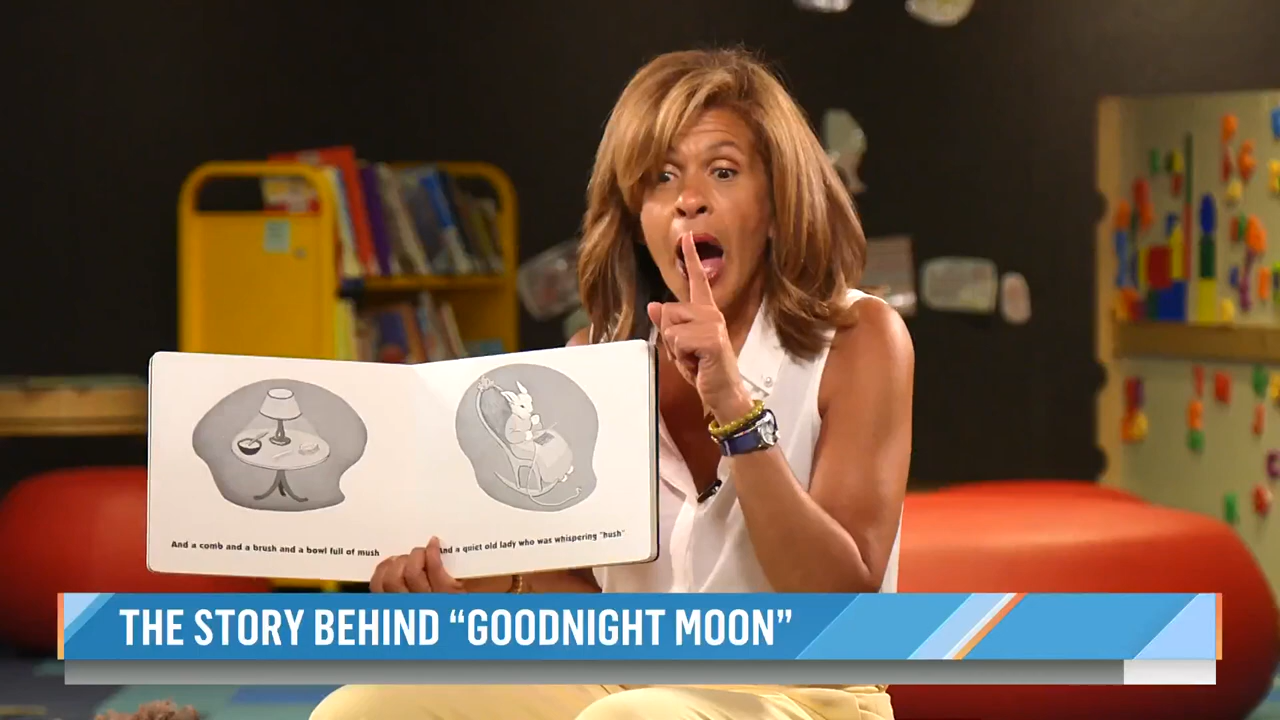 And a comb and a brush and a bowl full of mush
And a quiet old lady who was whispering "hush"
THE STORY BEHIND “GOODNIGHT MOON”